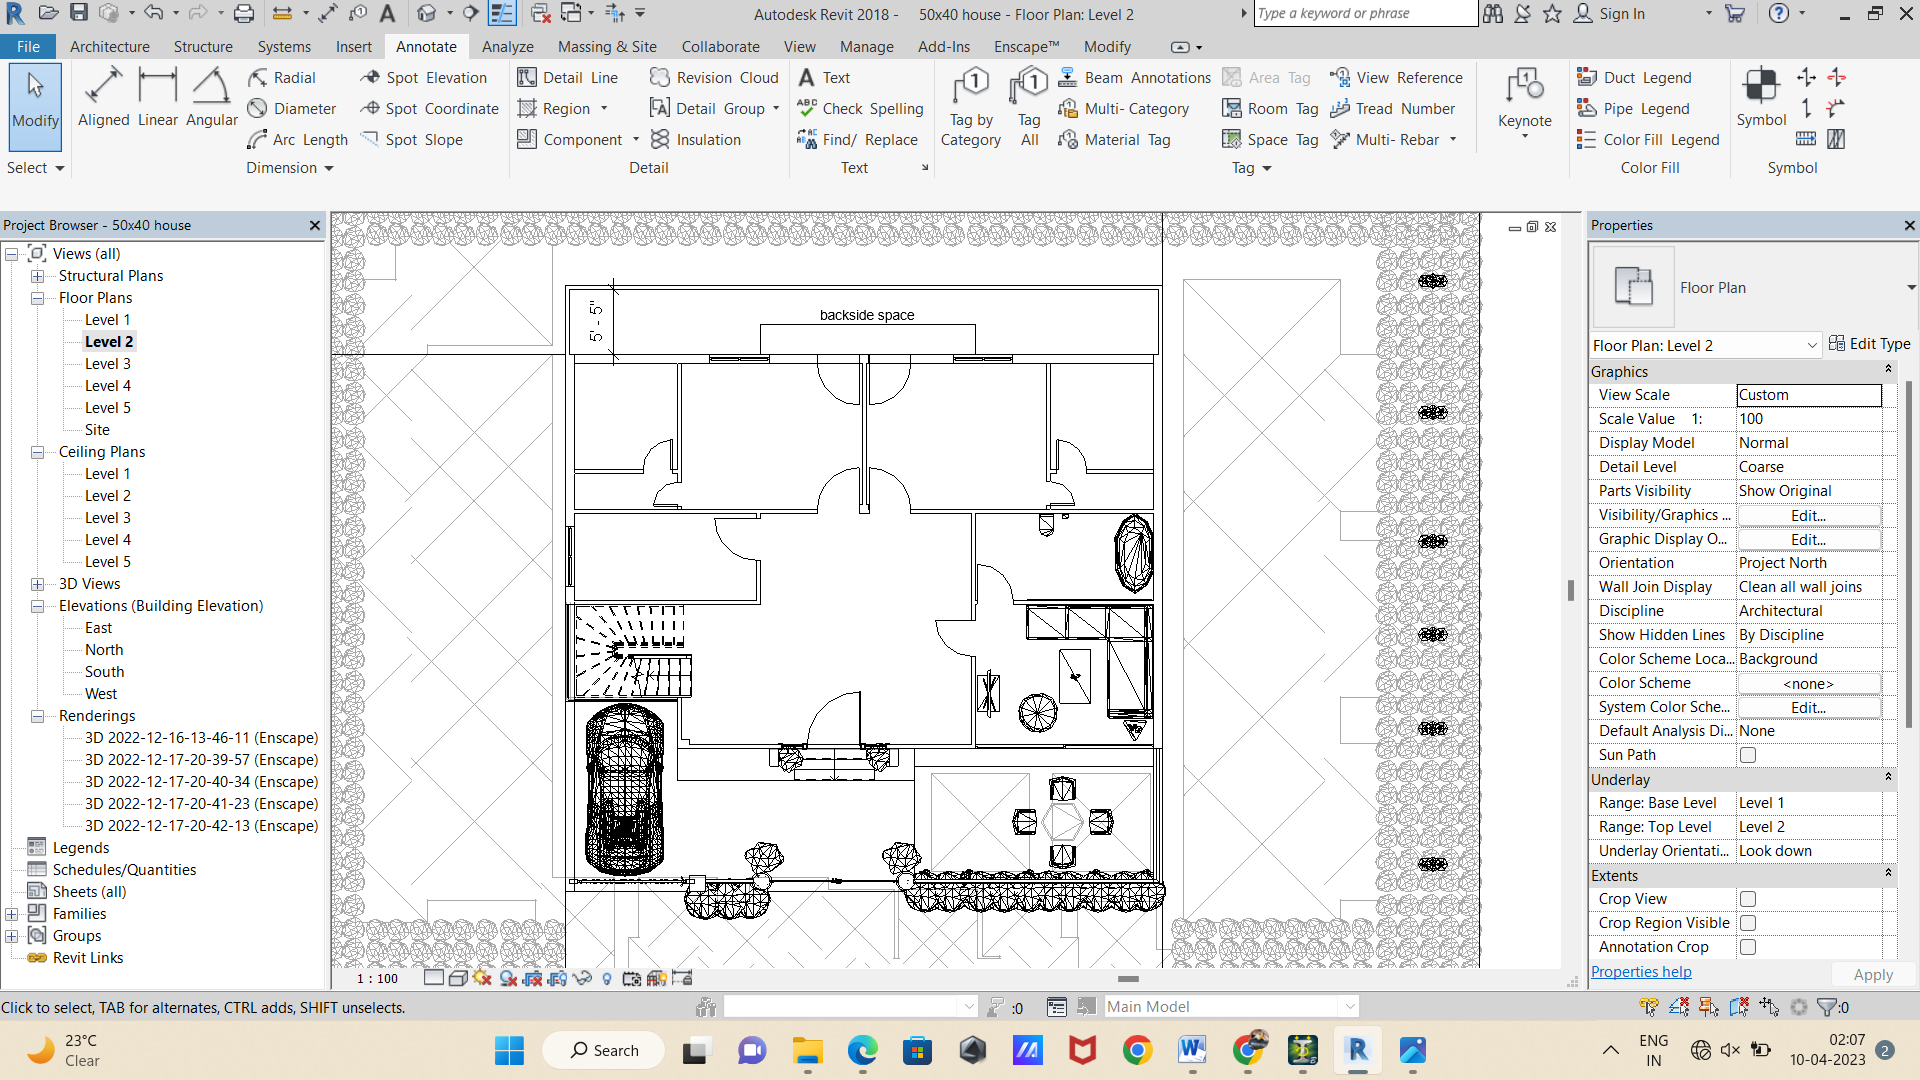 Autodesk Revit 2018 -     50x40 house - Floor Plan: Level 2
Type a keyword or phrase
Sign In
File Architecture Structure Systems Insert Annotate Analyze Massing & Site Collaborate View Manage Add-Ins Enscape™ Modify
Modify
Aligned Linear Angular
Radial
Diameter
Arc Length
Spot Elevation
Spot Coordinate
Spot Slope
Detail Line
Region
Component
Revision Cloud
Detail Group
Insulation
A Text
ABC Check Spelling
Find/ Replace
Tag by Category
Tag All
Beam Annotations
Multi- Category
Material Tag
Area Tag
Room Tag
Space Tag
View Reference
Tread Number
Multi- Rebar
Keynote
Duct Legend
Pipe Legend
Color Fill Legend
Symbol
Select Dimension Detail Text Tag Color Fill Symbol
Project Browser - 50x40 house
Views (all)
Structural Plans
Floor Plans
Level 1
Level 2
Level 3
Level 4
Level 5
Site
Ceiling Plans
Level 1
Level 2
Level 3
Level 4
Level 5
3D Views
Elevations (Building Elevation)
East
North
South
West
Renderings
3D 2022-12-16-13-46-11 (Enscape)
3D 2022-12-17-20-39-57 (Enscape)
3D 2022-12-17-20-40-34 (Enscape)
3D 2022-12-17-20-41-23 (Enscape)
3D 2022-12-17-20-42-13 (Enscape)
Legends
Schedules/Quantities
Sheets (all)
Families
Groups
Revit Links
5' - 5"
backside space
1 : 100
Properties
Floor Plan
Floor Plan: Level 2 Edit Type
Graphics
View Scale Custom
Scale Value 1: 100
Display Model Normal
Detail Level Coarse
Parts Visibility Show Original
Visibility/Graphics ... Edit...
Graphic Display O... Edit...
Orientation Project North
Wall Join Display Clean all wall joins
Discipline Architectural
Show Hidden Lines By Discipline
Color Scheme Loca... Background
Color Scheme <none>
System Color Sche... Edit...
Default Analysis Di... None
Sun Path
Underlay
Range: Base Level Level 1
Range: Top Level Level 2
Underlay Orientati... Look down
Extents
Crop View
Crop Region Visible
Annotation Crop
Properties help Apply
Click to select, TAB for alternates, CTRL adds, SHIFT unselects.
:0
Main Model
:0
23°C
Clear
Search
ENG
IN
02:07
10-04-2023
2